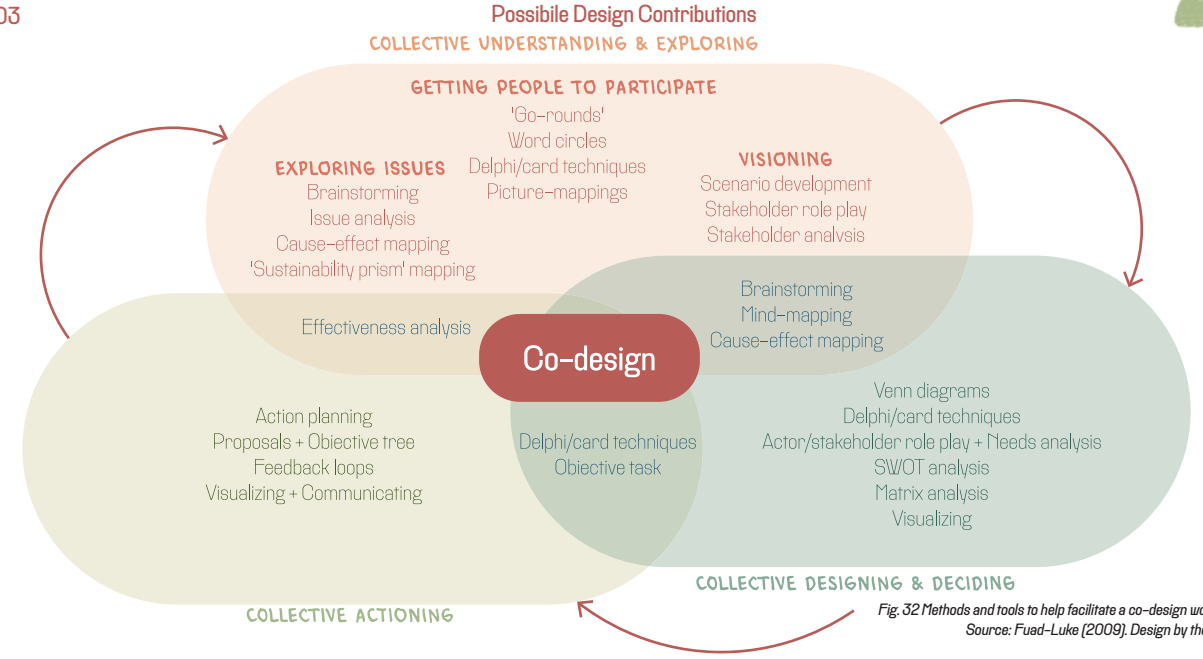 03
Possibile Design Contributions
COLLECTIVE UNDERSTANDING & EXPLORING
GETTING PEOPLE TO PARTICIPATE
'Go-rounds'
Word circles
Delphi/card techniques
Picture-mappings
EXPLORING ISSUES
Brainstorming
Issue analysis
Cause-effect mapping
'Sustainability prism' mapping
VISIONING
Scenario development
Stakeholder role play
Stakeholder analysis
Effectiveness analysis
Brainstorming
Mind-mapping
Cause-effect mapping
Co-design
Action planning
Proposals + Objective tree
Feedback loops
Visualizing + Communicating
Delphi/card techniques
Objective task
Venn diagrams
Delphi/card techniques
Actor/stakeholder role play + Needs analysis
SWOT analysis
Matrix analysis
Visualizing
COLLECTIVE DESIGNING & DECIDING
COLLECTIVE ACTIONING
Fig. 32 Methods and tools to help facilitate a co-design wo
Source: Fuad-Luke (2009). Design by the